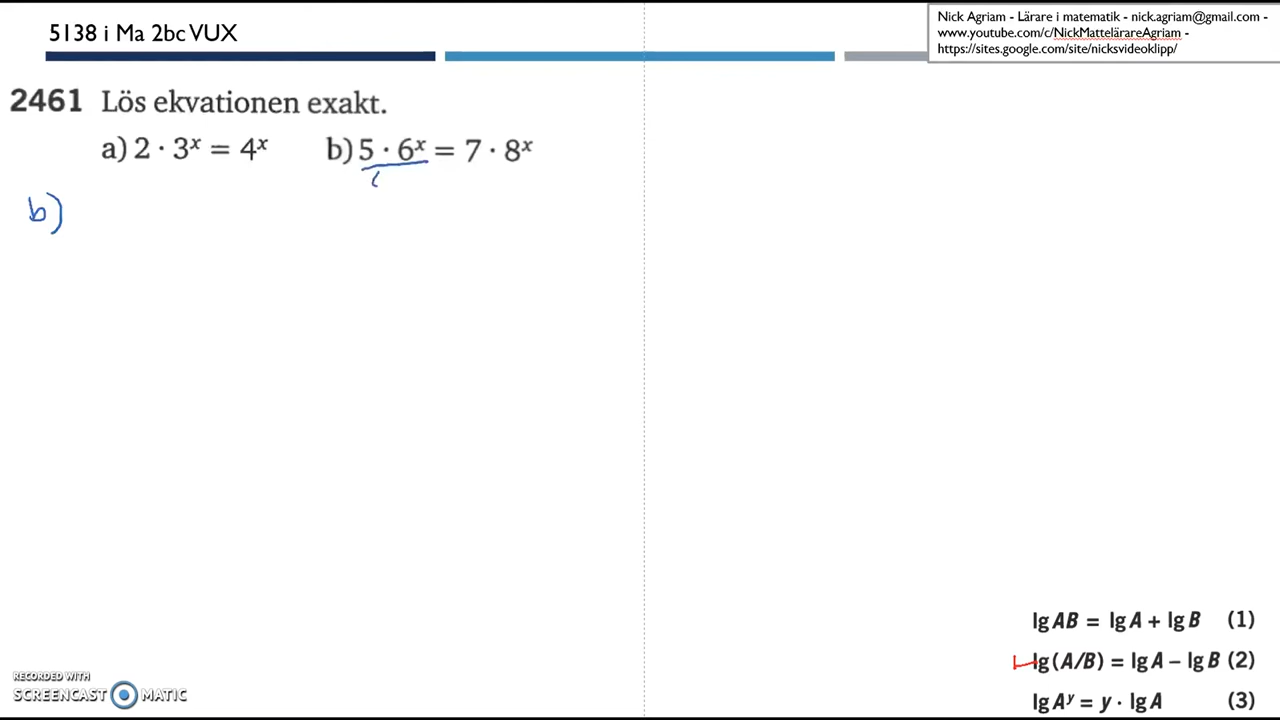 5138 i Ma 2bc VUX
Nick Agriam - Lärare i matematik - nick.agriam@gmail.com -
www.youtube.com/c/NickMattelärareAgriam -
https://sites.google.com/site/nicksvideoklipp/
2461 Lös ekvationen exakt.
a) 2 · 3ˣ = 4ˣ b) 5 · 6ˣ = 7 · 8ˣ
b)
lg AB = lg A + lg B (1)
lg (A/B) = lg A − lg B (2)
lg Aʸ = y · lg A (3)
RECORDED WITH
SCREENCAST MATIC